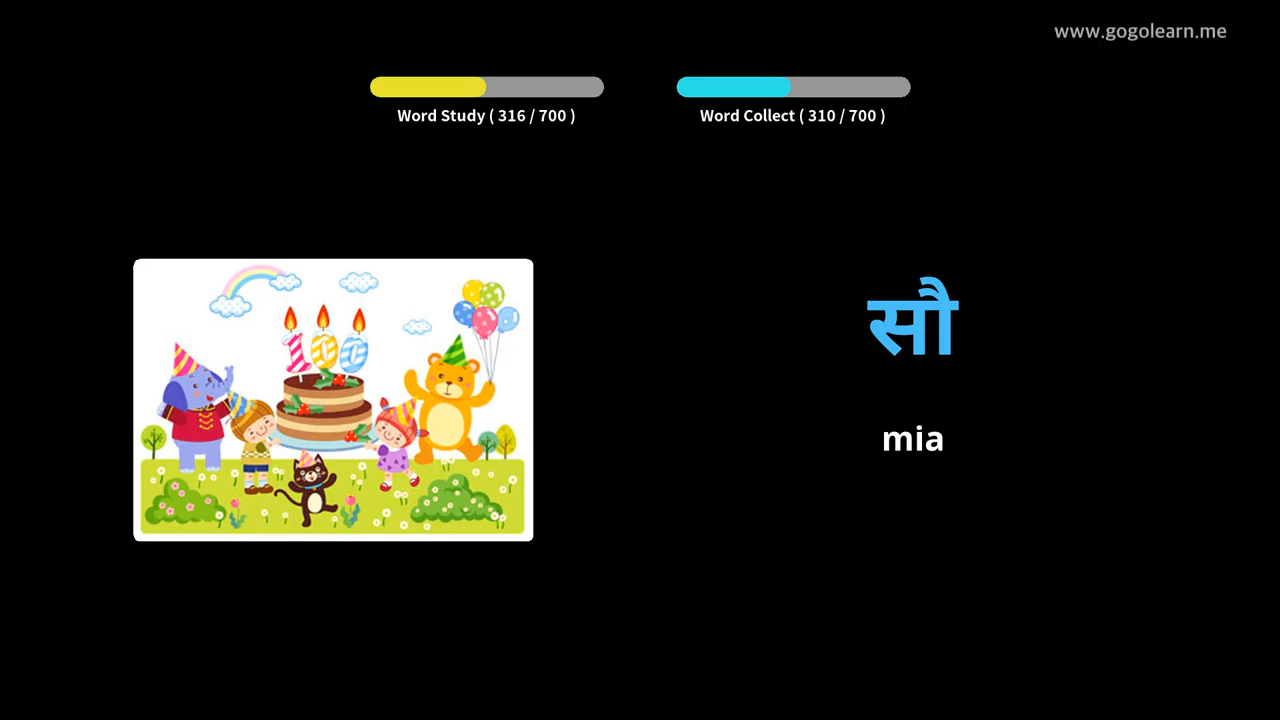 www.gogolearn.me
Word Study ( 316 / 700 )
Word Collect ( 310 / 700 )
100
सौ
mia